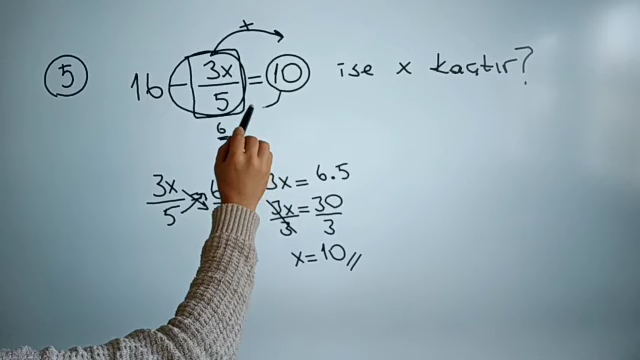 5 16 - 3x/5 = 10 ise x kaçtır?
x
6
3x/5 6 3x = 6.5
3x/3 = 30/3
x = 10 //